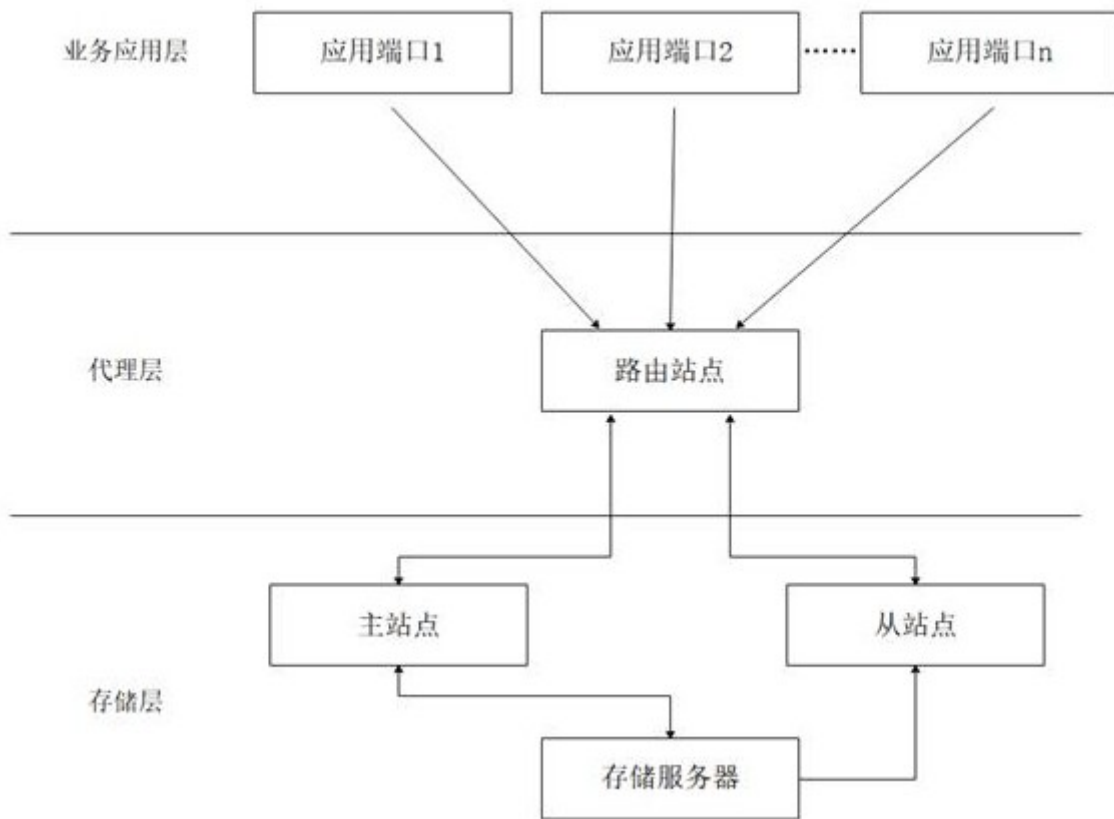 业务应用层 应用端口1 应用端口2 ⋯⋯ 应用端口n
代理层 路由站点
主站点 从站点
存储层
存储服务器